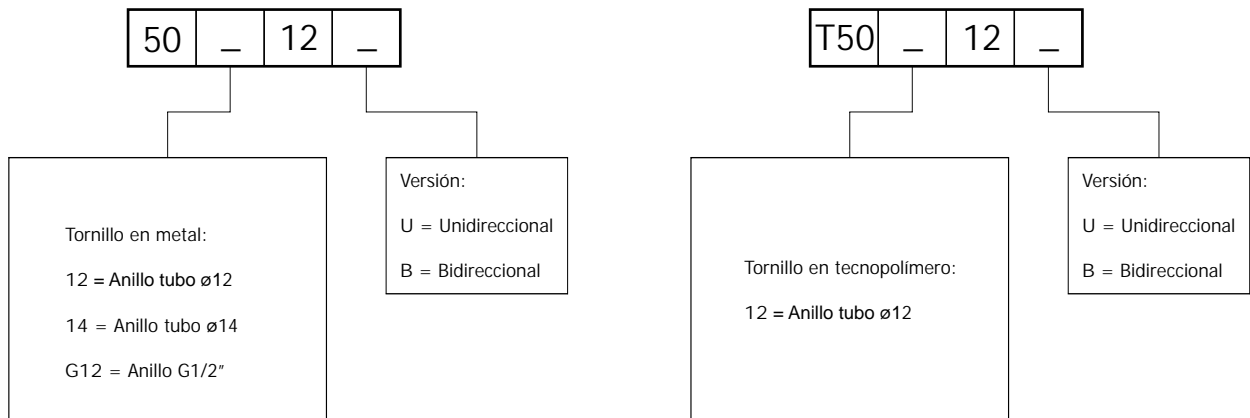 50 _ 12 _
Tornillo en metal:
12 = Anillo tubo ø12
14 = Anillo tubo ø14
G12 = Anillo G1/2"
Versión:
U = Unidireccional
B = Bidireccional
T50 _ 12 _
Tornillo en tecnopolímero:
12 = Anillo tubo ø12
Versión:
U = Unidireccional
B = Bidireccional